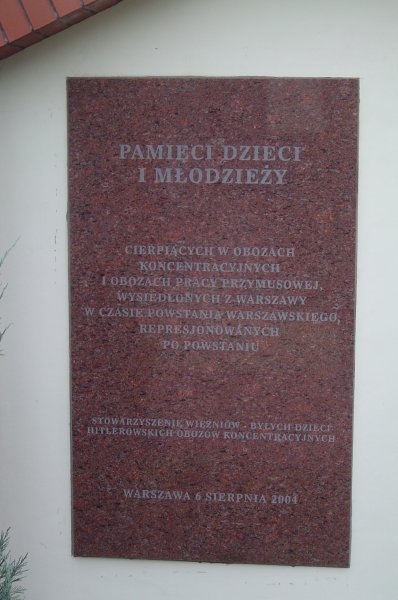 PAMIĘCI DZIECI
I MŁODZIEŻY
CIERPIĄCYCH W OBOZACH
KONCENTRACYJNYCH
I OBOZACH PRACY PRZYMUSOWEJ,
WYSIEDLONYCH Z WARSZAWY
W CZASIE POWSTANIA WARSZAWSKIEGO,
REPRESJONOWANYCH
PO POWSTANIU
STOWARZYSZENIE WIĘŹNIÓW - BYŁYCH DZIECI
HITLEROWSKICH OBOZÓW KONCENTRACYJNYCH
WARSZAWA 6 SIERPNIA 2004